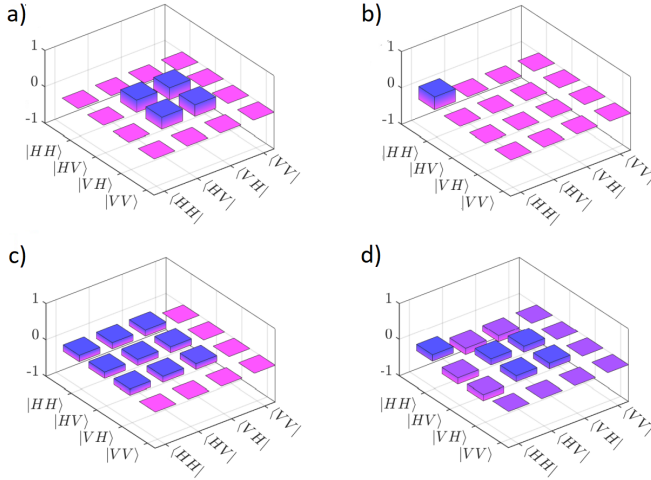 a)
1
0
-1
|HH⟩
|HV⟩
|VH⟩
|VV⟩
⟨HH|
⟨HV|
⟨VH|
⟨VV|
b)
1
0
-1
|HH⟩
|HV⟩
|VH⟩
|VV⟩
⟨HH|
⟨HV|
⟨VH|
⟨VV|
c)
1
0
-1
|HH⟩
|HV⟩
|VH⟩
|VV⟩
⟨HH|
⟨HV|
⟨VH|
⟨VV|
d)
1
0
-1
|HH⟩
|HV⟩
|VH⟩
|VV⟩
⟨HH|
⟨HV|
⟨VH|
⟨VV|